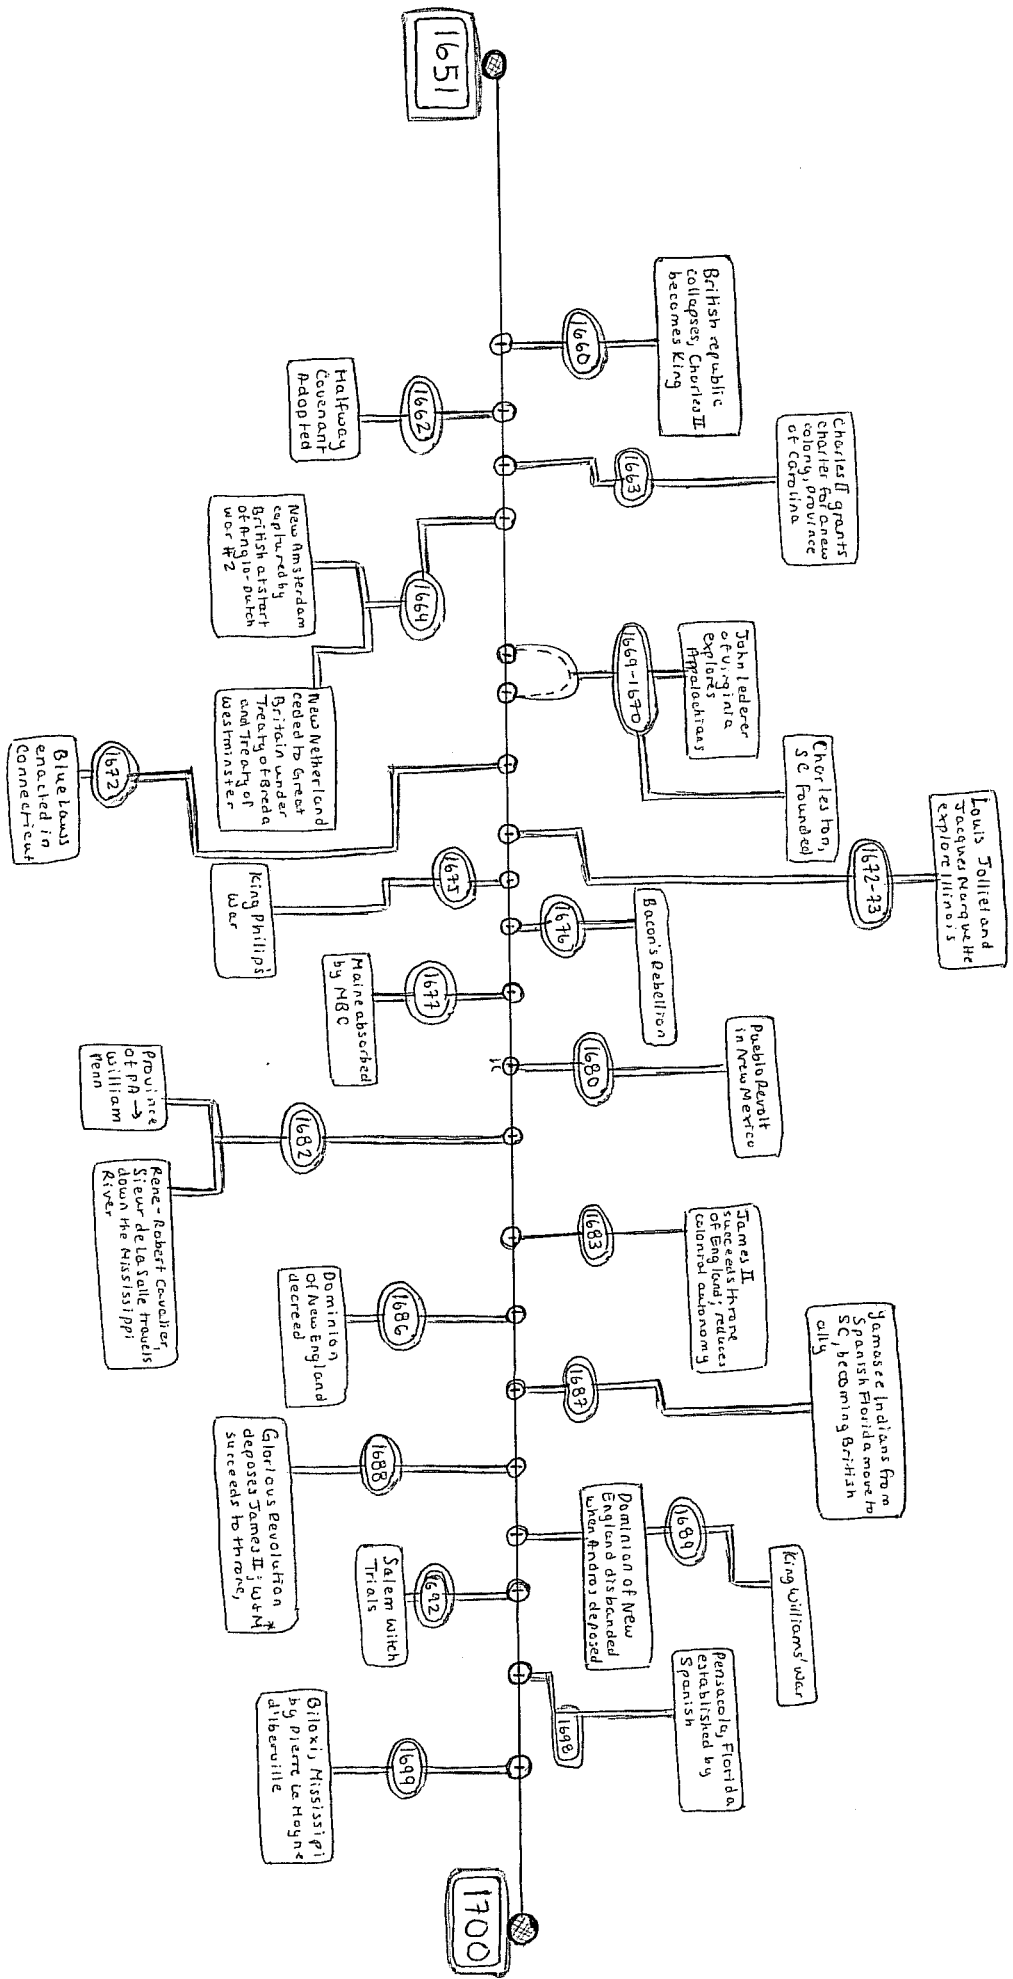 1651
British republic
collapses, Charles II
becomes King
1660
1662
Halfway
Covenant
Adopted
Charles II grants
charter for a new
colony, province
of Carolina
1663
1664
New Amsterdam
captured by
British at start
of Anglo-Dutch
War #2
New Netherland
ceded to Great
Britain under
Treaty of Breda
and Treaty of
Westminster
John Lederer
of Virginia
explores
Appalachians
1669-1670
Charleston,
SC Founded
1672
Blue Laws
enacted in
Connecticut
Louis Jolliet and
Jacques Marquette
explore Illinois
1672-73
1675
King Philips'
War
Bacon's Rebellion
1676
1677
Maine absorbed
by MBC
Pueblo Revolt
in New Mexico
1680
1682
Province
of PA →
William
Penn
Rene-Robert Cavalier,
Sieur de La Salle travels
down the Mississippi
River
James II
succeeds throne
of England; reduces
colonial autonomy
1683
1686
Dominion
of New England
decreed
Yamasee Indians from
Spanish Florida move to
SC, becoming British
ally
1687
1688
Glorious Revolution *
deposes James II; W+M
succeeds to throne,
King Williams' War
1689
Dominion of New
England disbanded
when Andros deposed
1692
Salem Witch
Trials
Pensacola, Florida
established by
Spanish
1698
1699
Biloxi, Mississipi
by Pierre Le Moyne
d'Iberville
1700